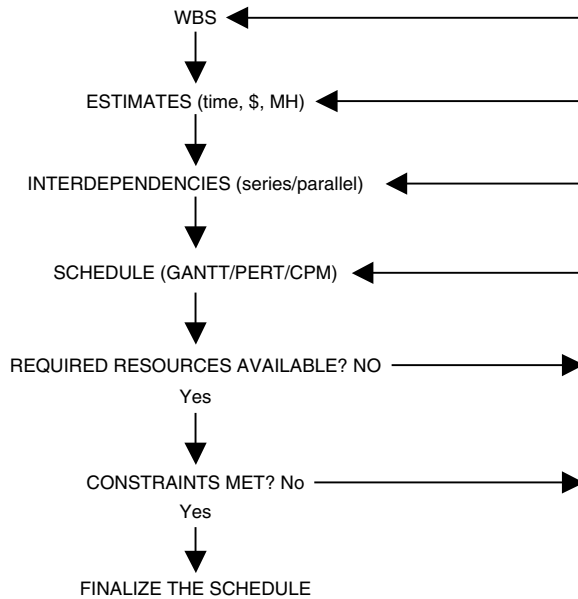 WBS
ESTIMATES (time, $, MH)
INTERDEPENDENCIES (series/parallel)
SCHEDULE (GANTT/PERT/CPM)
REQUIRED RESOURCES AVAILABLE? NO
Yes
CONSTRAINTS MET? No
Yes
FINALIZE THE SCHEDULE